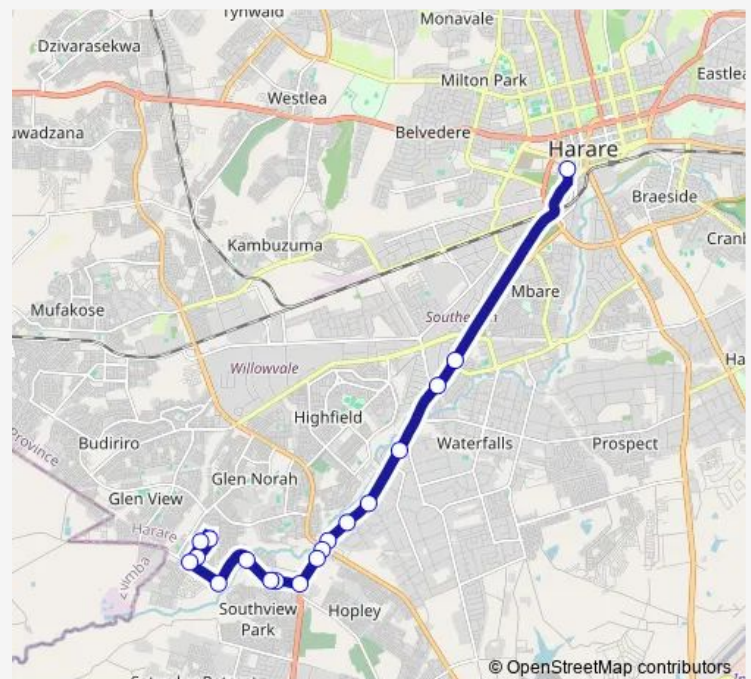 Tynwald
Monavale
Dzivarasekwa
Milton Park
Eastlea
Westlea
uwadzana
Belvedere
Harare
Braeside
Cranb
Kambuzuma
Mbare
Mufakose
Willowvale
Ha
Highfield
Budiriro
Waterfalls
Prospect
Province
Glen Norah
Glen View
Harare
Zvimba
Southview
Park
Hopley
© OpenStreetMap contributors